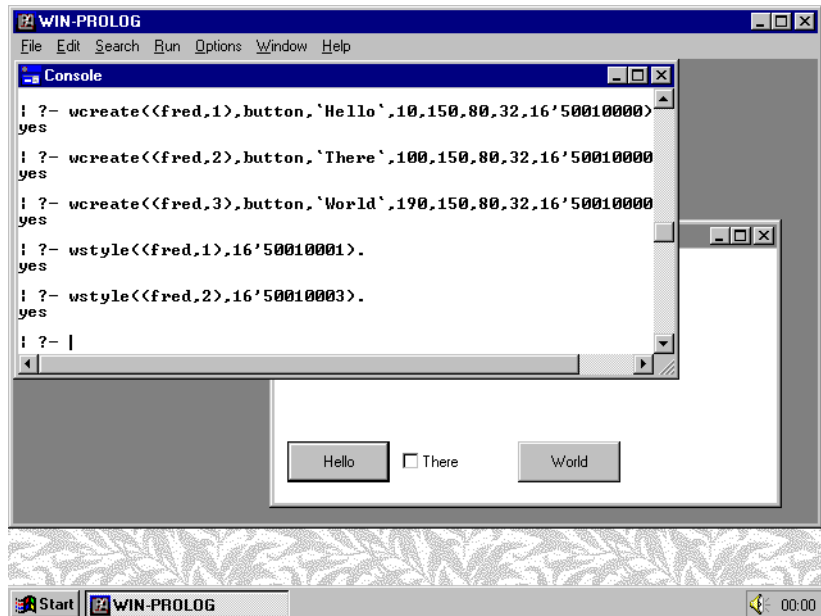 WIN-PROLOG
File Edit Search Run Options Window Help
Console
| ?- wcreate((fred,1),button,`Hello`,10,150,80,32,16'50010000)
yes
| ?- wcreate((fred,2),button,`There`,100,150,80,32,16'50010000
yes
| ?- wcreate((fred,3),button,`World`,190,150,80,32,16'50010000
yes
| ?- wstyle((fred,1),16'50010001).
yes
| ?- wstyle((fred,2),16'50010003).
yes
| ?- |
Hello There World
Start WIN-PROLOG 00:00